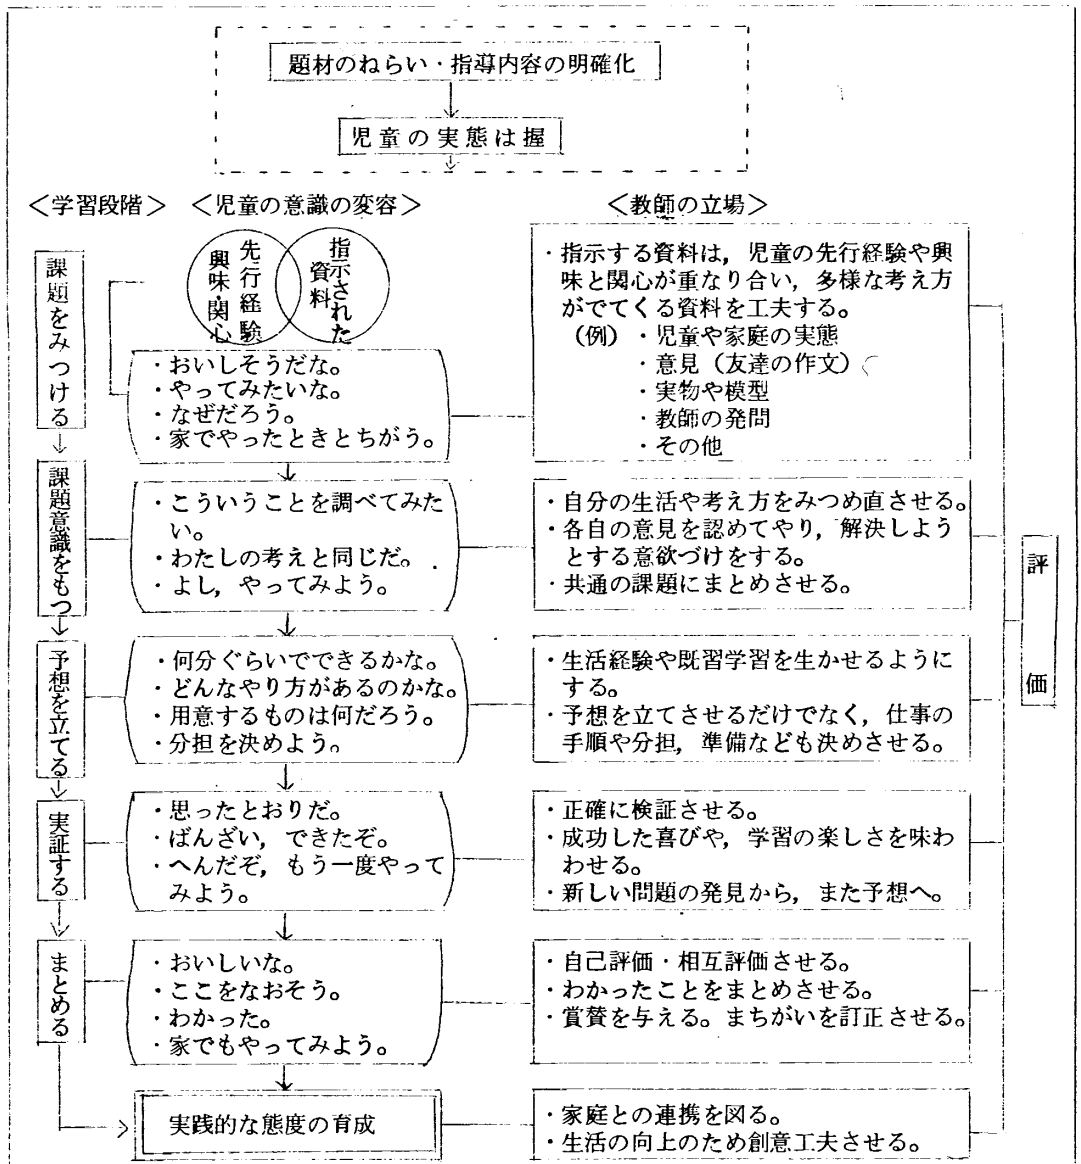 題材のねらい・指導内容の明確化
児童の実態は握
＜学習段階＞
＜児童の意識の変容＞
＜教師の立場＞
課題をみつける
先行経験
興味・関心
指示された
資料
・おいしそうだな。
・やってみたいな。
・なぜだろう。
・家でやったときとちがう。
・指示する資料は，児童の先行経験や興
味と関心が重なり合い，多様な考え方
がでてくる資料を工夫する。
（例）・児童や家庭の実態
・意見（友達の作文）
・実物や模型
・教師の発問
・その他
課題意識をもつ
・こういうことを調べてみた
い。
・わたしの考えと同じだ。
・よし，やってみよう。
・自分の生活や考え方をみつめ直させる。
・各自の意見を認めてやり，解決しよう
とする意欲づけをする。
・共通の課題にまとめさせる。
評価
予想を立てる
・何分ぐらいでできるかな。
・どんなやり方があるのかな。
・用意するものは何だろう。
・分担を決めよう。
・生活経験や既習学習を生かせるように
する。
・予想を立てさせるだけでなく，仕事の
手順や分担，準備なども決めさせる。
実証する
・思ったとおりだ。
・ばんざい，できたぞ。
・へんだぞ，もう一度やって
みよう。
・正確に検証させる。
・成功した喜びや，学習の楽しさを味わ
わせる。
・新しい問題の発見から，また予想へ。
まとめる
・おいしいな。
・ここをなおそう。
・わかった。
・家でもやってみよう。
・自己評価・相互評価させる。
・わかったことをまとめさせる。
・賞賛を与える。まちがいを訂正させる。
実践的な態度の育成
・家庭との連携を図る。
・生活の向上のため創意工夫させる。